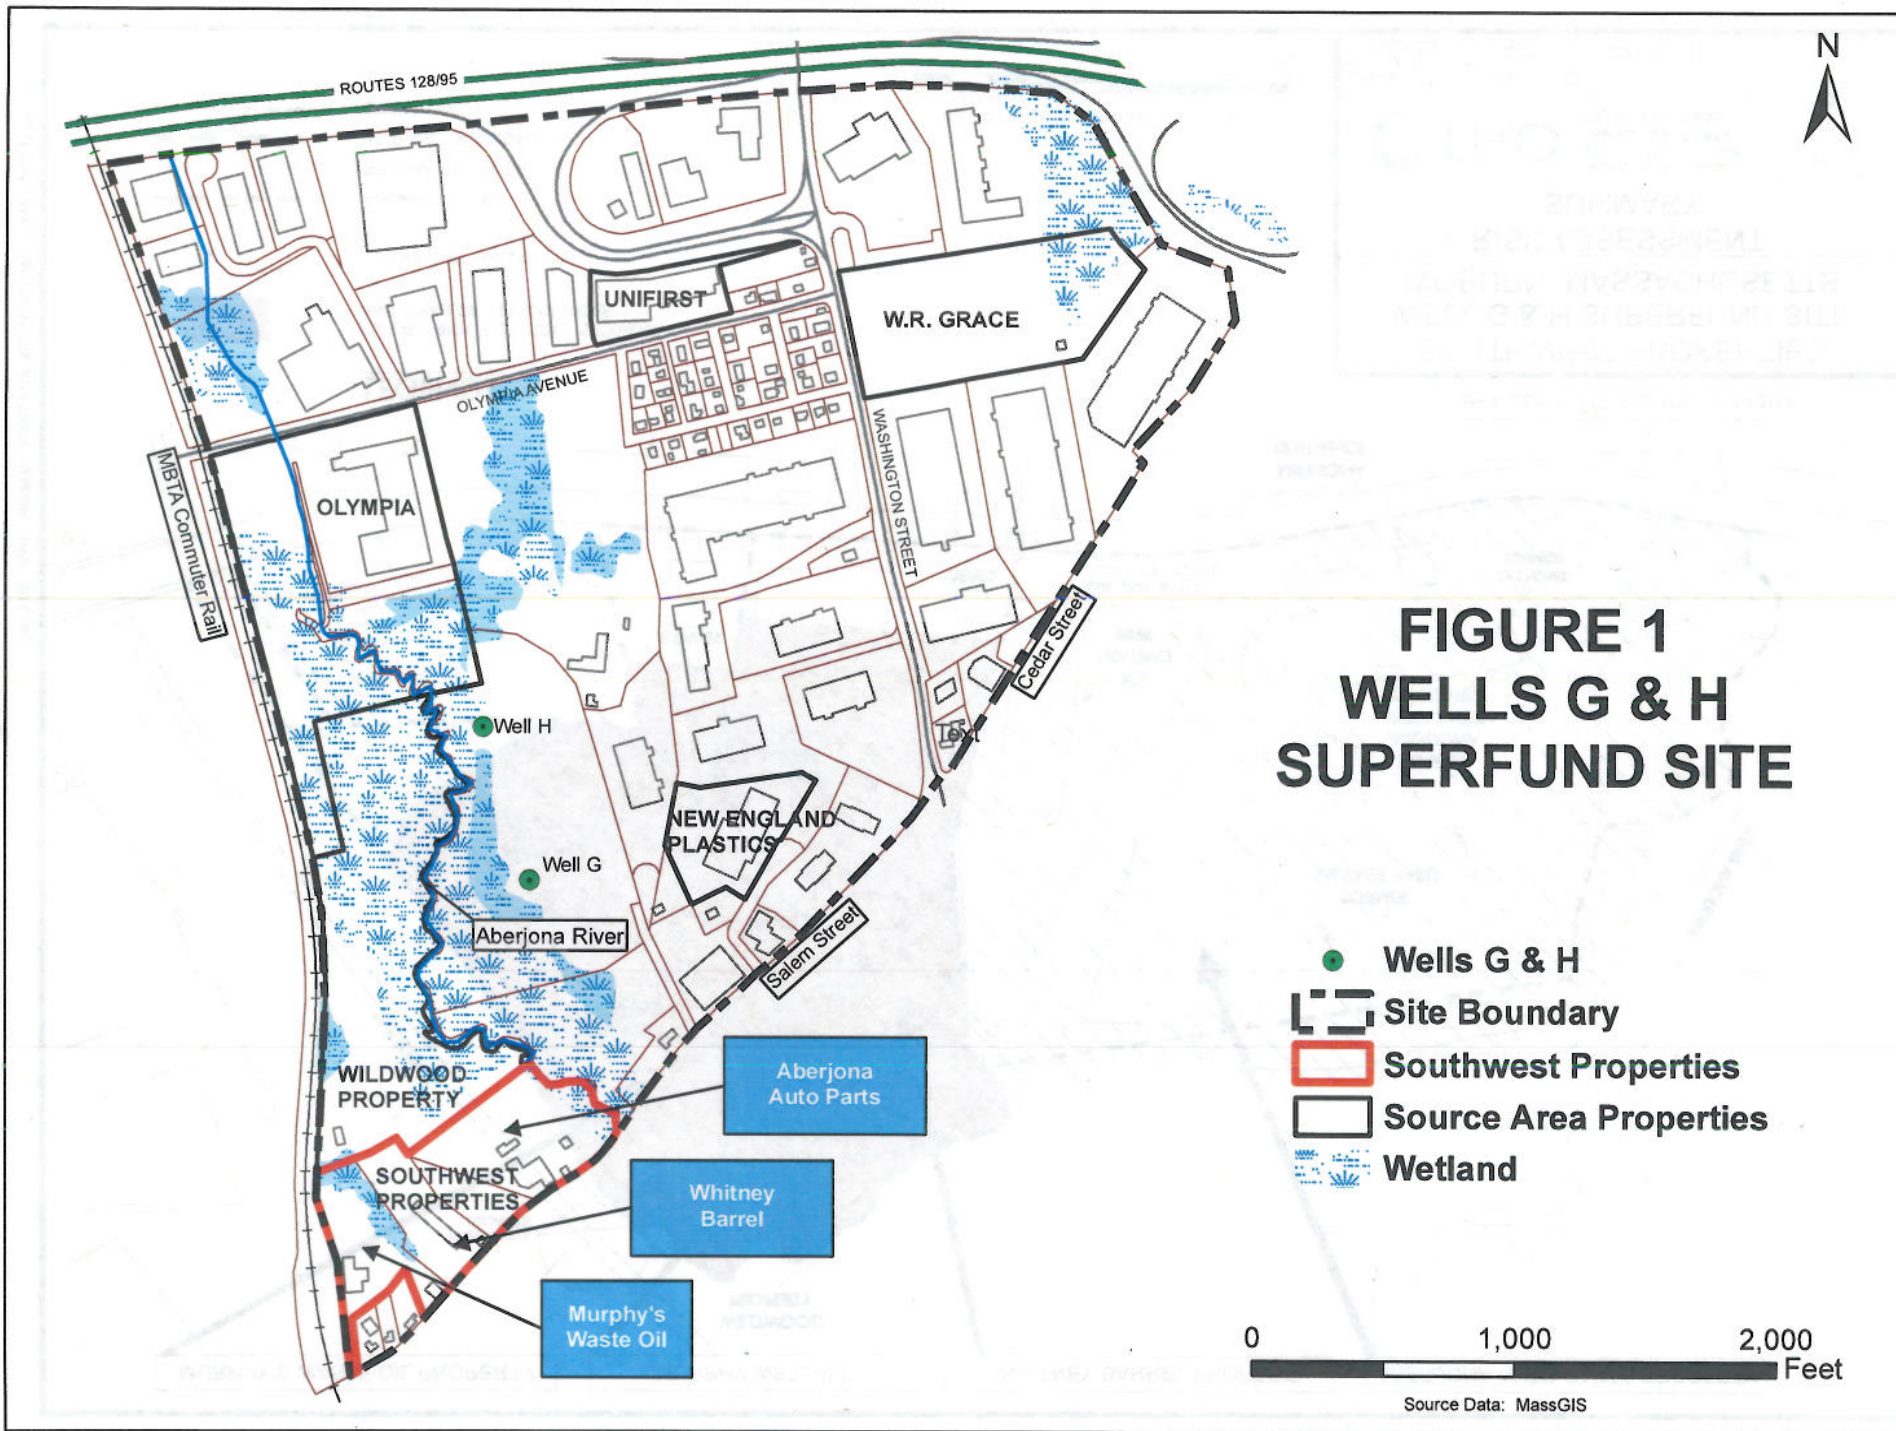 N
ROUTES 128/95
UNIFIRST
W.R. GRACE
OLYMPIA AVENUE
WASHINGTON STREET
MBTA Commuter Rail
OLYMPIA
Cedar Street
FIGURE 1
WELLS G & H
SUPERFUND SITE
Well H
Text
NEW ENGLAND
PLASTICS
Well G
Aberjona River
Salem Street
Wells G & H
Site Boundary
Southwest Properties
Source Area Properties
Wetland
WILDWOOD
PROPERTY
Aberjona
Auto Parts
SOUTHWEST
PROPERTIES
Whitney
Barrel
Murphy's
Waste Oil
0 1,000 2,000
Feet
Source Data: MassGIS